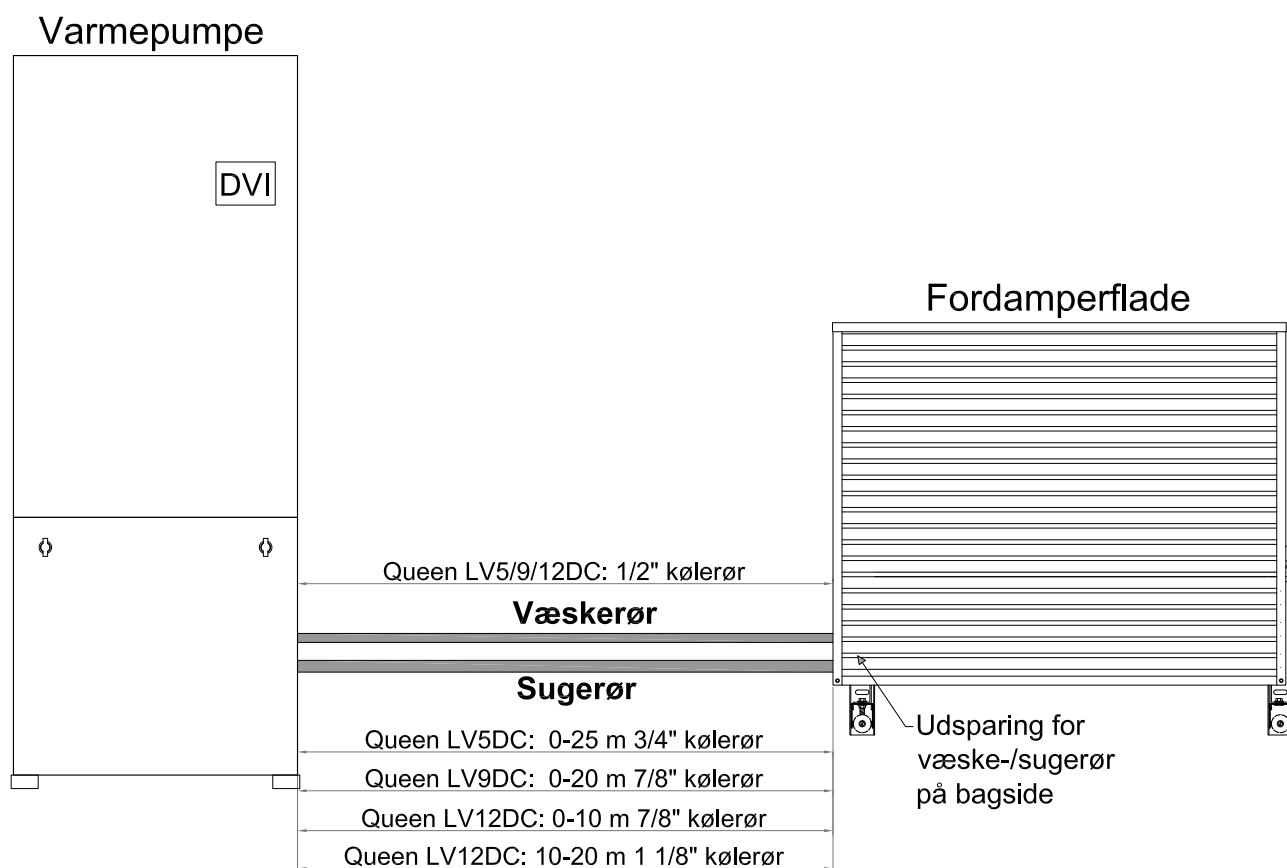 Varmepumpe
DVI
Fordamperflade
Queen LV5/9/12DC: 1/2" kølerør
Væskerør
Sugerør
Queen LV5DC: 0-25 m 3/4" kølerør
Queen LV9DC: 0-20 m 7/8" kølerør
Queen LV12DC: 0-10 m 7/8" kølerør
Queen LV12DC: 10-20 m 1 1/8" kølerør
Udsparing for
væske-/sugerør
på bagside